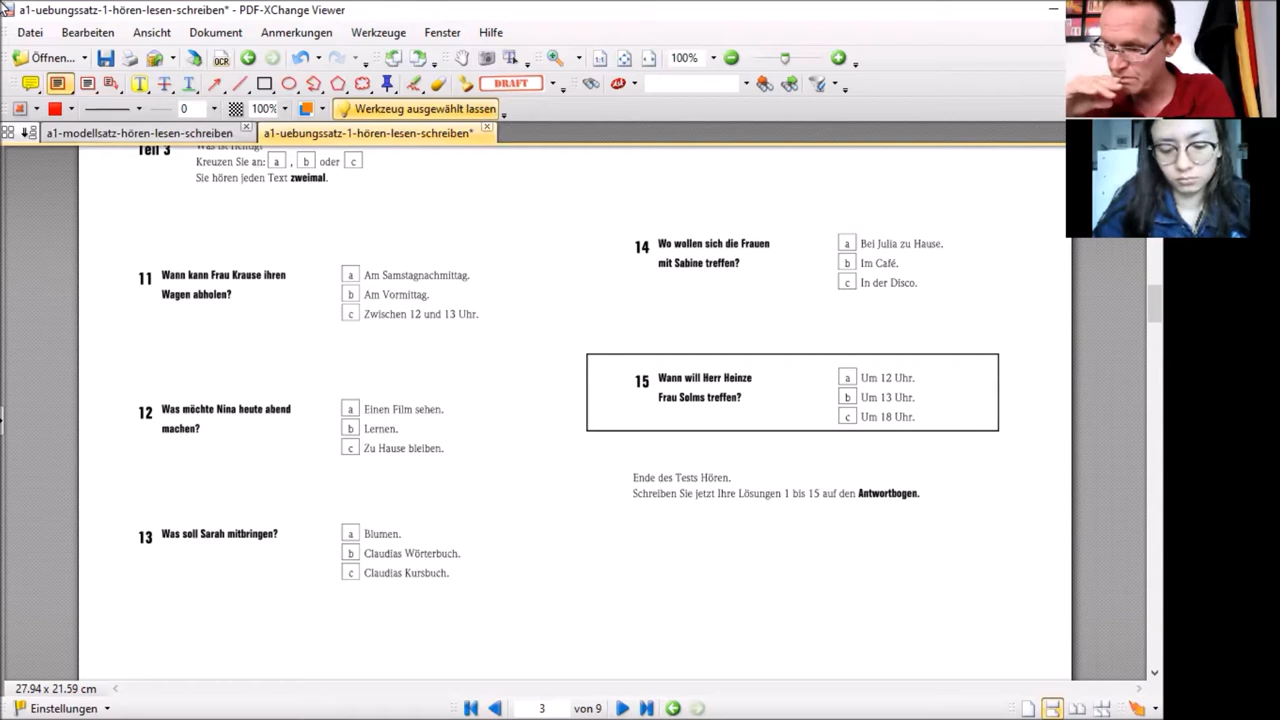 a1-uebungssatz-1-hören-lesen-schreiben* - PDF-XChange Viewer
Datei Bearbeiten Ansicht Dokument Anmerkungen Werkzeuge Fenster Hilfe
Öffnen... OCR 100%
DRAFT
0 100% Werkzeug ausgewählt lassen
a1-modellsatz-hören-lesen-schreiben a1-uebungssatz-1-hören-lesen-schreiben*
Teil 3 Was ist richtig?
Kreuzen Sie an: a , b oder c
Sie hören jeden Text zweimal.
11 Wann kann Frau Krause ihren
Wagen abholen?
a Am Samstagnachmittag.
b Am Vormittag.
c Zwischen 12 und 13 Uhr.
12 Was möchte Nina heute abend
machen?
a Einen Film sehen.
b Lernen.
c Zu Hause bleiben.
13 Was soll Sarah mitbringen?
a Blumen.
b Claudias Wörterbuch.
c Claudias Kursbuch.
14 Wo wollen sich die Frauen
mit Sabine treffen?
a Bei Julia zu Hause.
b Im Café.
c In der Disco.
15 Wann will Herr Heinze
Frau Solms treffen?
a Um 12 Uhr.
b Um 13 Uhr.
c Um 18 Uhr.
Ende des Tests Hören.
Schreiben Sie jetzt Ihre Lösungen 1 bis 15 auf den Antwortbogen.
27.94 x 21.59 cm
Einstellungen 3 von 9